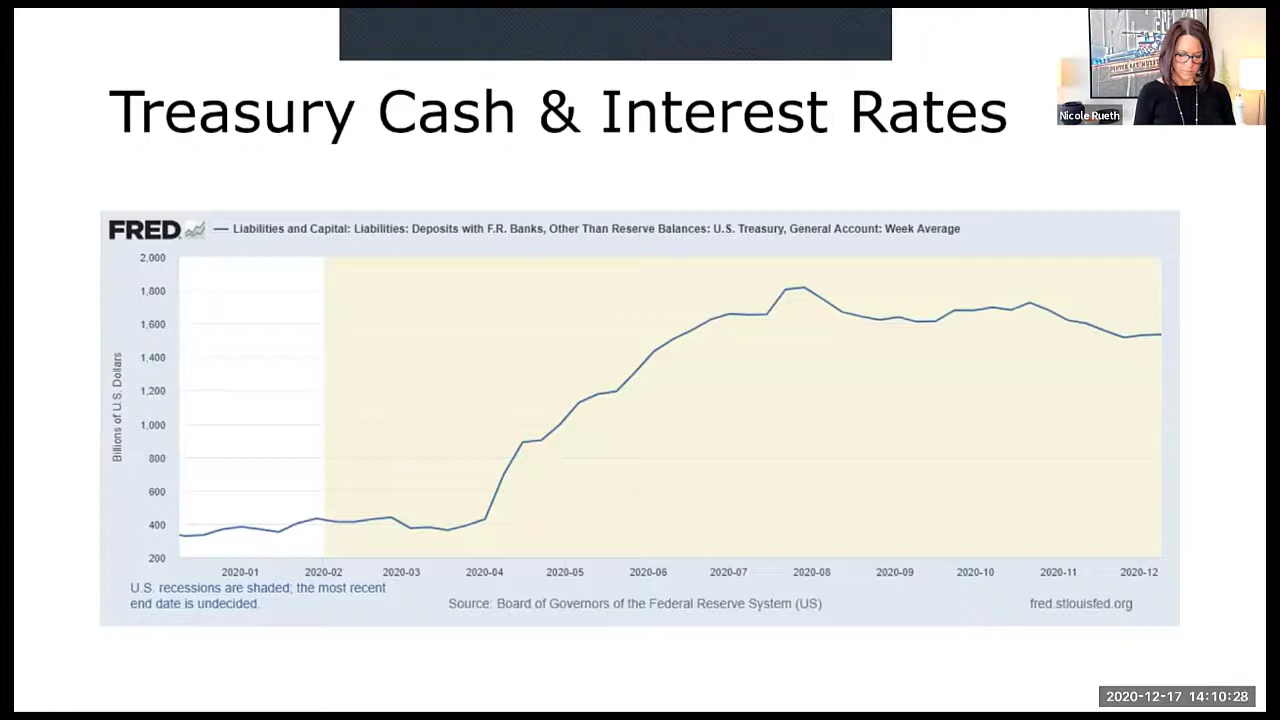 Treasury Cash & Interest Rates
Nicole Rueth
FRED — Liabilities and Capital: Liabilities: Deposits with F.R. Banks, Other Than Reserve Balances: U.S. Treasury, General Account: Week Average
Billions of U.S. Dollars
2,000
1,800
1,600
1,400
1,200
1,000
800
600
400
200
2020-01 2020-02 2020-03 2020-04 2020-05 2020-06 2020-07 2020-08 2020-09 2020-10 2020-11 2020-12
U.S. recessions are shaded; the most recent
end date is undecided.
Source: Board of Governors of the Federal Reserve System (US)
fred.stlouisfed.org
2020-12-17 14:10:28